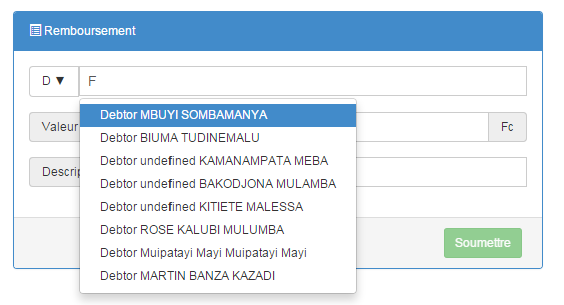 Remboursement
D ▼ F
Debtor MBUYI SOMBAMANYA
Valeur Fc
Debtor BIUMA TUDINEMALU
Debtor undefined KAMANAMPATA MEBA
Descrip
Debtor undefined BAKODJONA MULAMBA
Debtor undefined KITIETE MALESSA
Debtor ROSE KALUBI MULUMBA
Debtor Muipatayi Mayi Muipatayi Mayi
Debtor MARTIN BANZA KAZADI
Soumettre